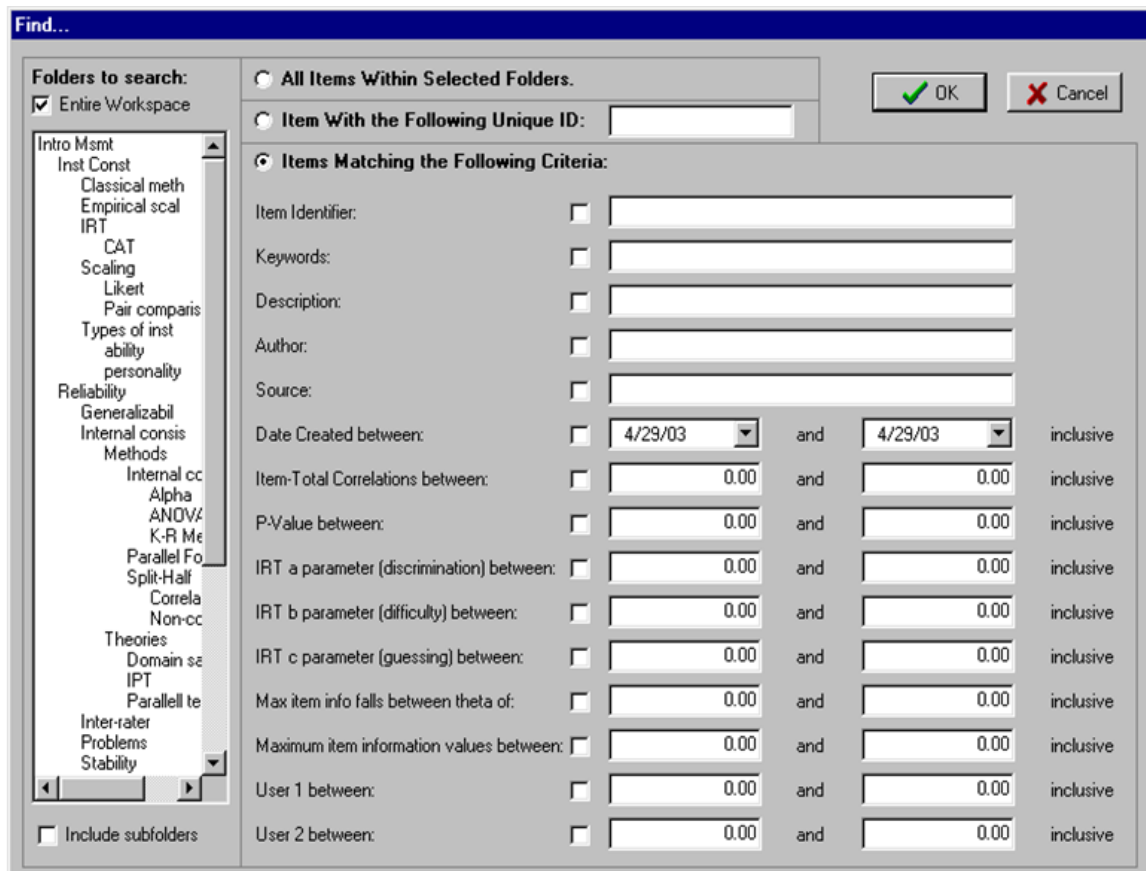 Find...
Folders to search:
Entire Workspace
Intro Msmt
Inst Const
Classical meth
Empirical scal
IRT
CAT
Scaling
Likert
Pair comparis
Types of inst
ability
personality
Reliability
Generalizabil
Internal consis
Methods
Internal cc
Alpha
ANOVA
K-R Me
Parallel Fo
Split-Half
Correla
Non-cc
Theories
Domain sa
IPT
Parallell te
Inter-rater
Problems
Stability
Include subfolders
All Items Within Selected Folders.
Item With the Following Unique ID:
OK
Cancel
Items Matching the Following Criteria:
Item Identifier:
Keywords:
Description:
Author:
Source:
Date Created between: 4/29/03 and 4/29/03 inclusive
Item-Total Correlations between: 0.00 and 0.00 inclusive
P-Value between: 0.00 and 0.00 inclusive
IRT a parameter (discrimination) between: 0.00 and 0.00 inclusive
IRT b parameter (difficulty) between: 0.00 and 0.00 inclusive
IRT c parameter (guessing) between: 0.00 and 0.00 inclusive
Max item info falls between theta of: 0.00 and 0.00 inclusive
Maximum item information values between: 0.00 and 0.00 inclusive
User 1 between: 0.00 and 0.00 inclusive
User 2 between: 0.00 and 0.00 inclusive